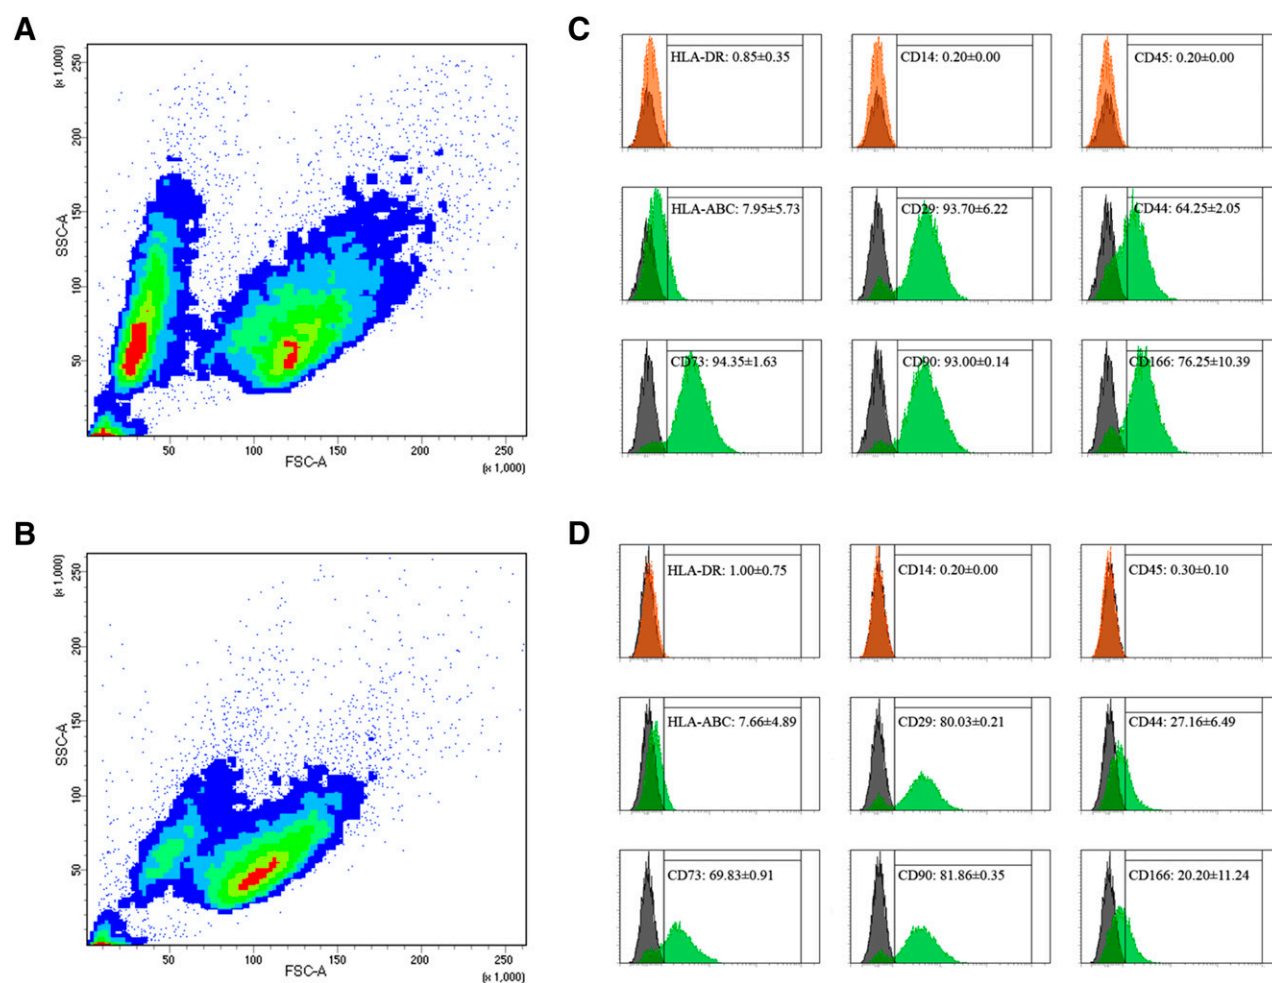 A
(x 1,000)
250
200
150
100
50
SSC-A
50
100
150
200
250
FSC-A
(x 1,000)
B
(x 1,000)
250
200
150
100
50
SSC-A
50
100
150
200
250
FSC-A
(x 1,000)
C
HLA-DR: 0.85±0.35
CD14: 0.20±0.00
CD45: 0.20±0.00
HLA-ABC: 7.95±5.73
CD29: 93.70±6.22
CD44: 64.25±2.05
CD73: 94.35±1.63
CD90: 93.00±0.14
CD166: 76.25±10.39
D
HLA-DR: 1.00±0.75
CD14: 0.20±0.00
CD45: 0.30±0.10
HLA-ABC: 7.66±4.89
CD29: 80.03±0.21
CD44: 27.16±6.49
CD73: 69.83±0.91
CD90: 81.86±0.35
CD166: 20.20±11.24